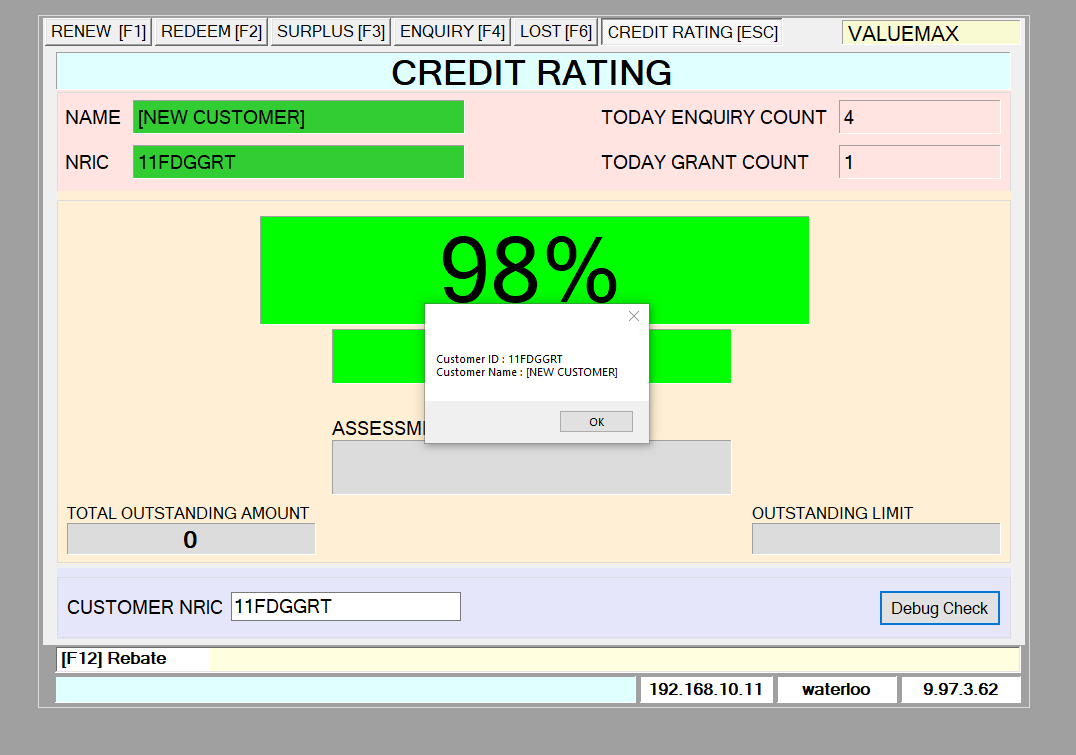 RENEW [F1] REDEEM [F2] SURPLUS [F3] ENQUIRY [F4] LOST [F6] CREDIT RATING [ESC] VALUEMAX
CREDIT RATING
NAME [NEW CUSTOMER] TODAY ENQUIRY COUNT 4
NRIC 11FDGGRT TODAY GRANT COUNT 1
98%
Customer ID : 11FDGGRT
Customer Name : [NEW CUSTOMER]
OK
TOTAL OUTSTANDING AMOUNT OUTSTANDING LIMIT
0
CUSTOMER NRIC 11FDGGRT Debug Check
[F12] Rebate
192.168.10.11 waterloo 9.97.3.62